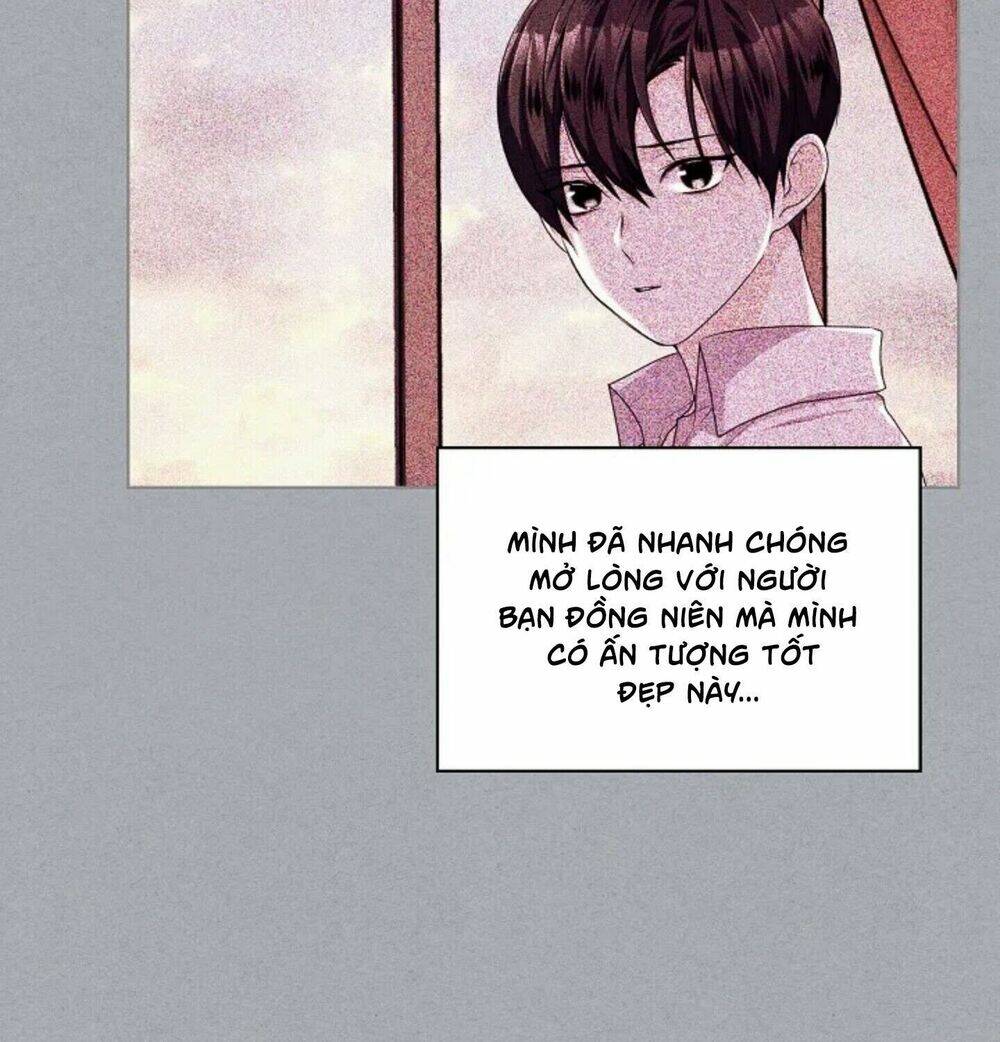 MÌNH ĐÃ NHANH CHÓNG
MỞ LÒNG VỚI NGƯỜI
BẠN ĐỒNG NIÊN MÀ MÌNH
CÓ ẤN TƯỢNG TỐT
ĐẸP NÀY...